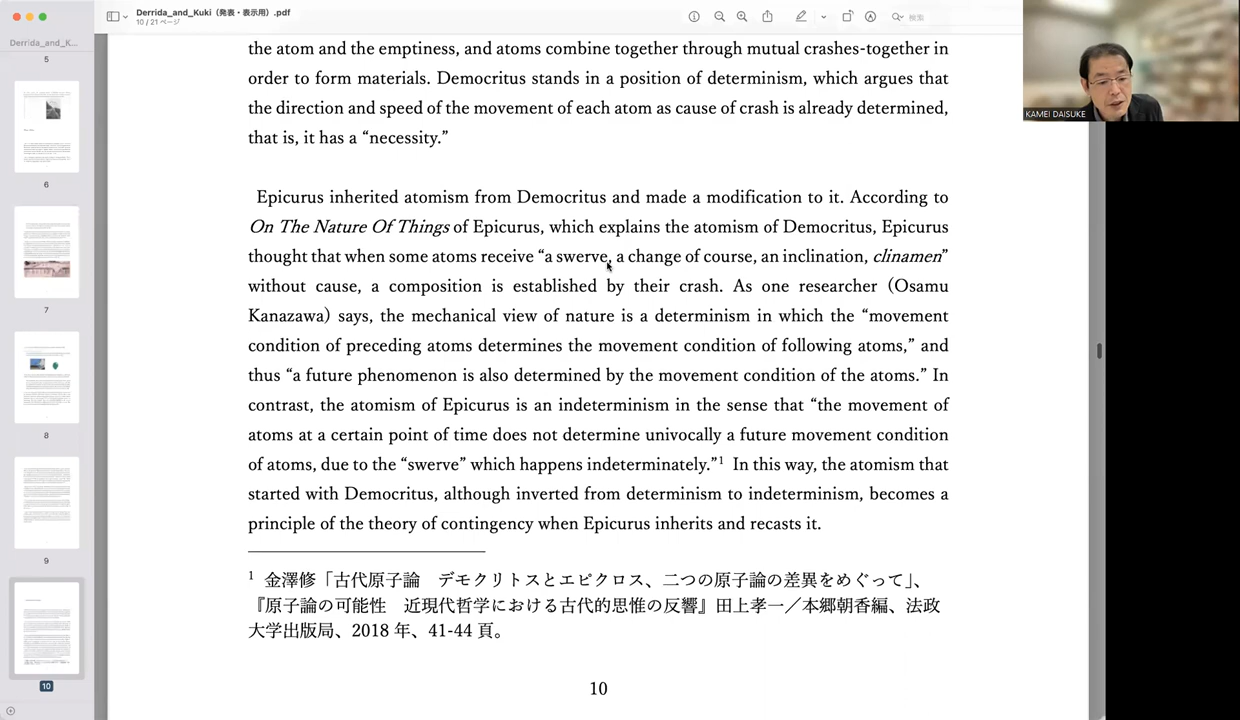 Derrida_and_Kuki（発表・表示用）.pdf
10 / 21 ページ
検索
Derrida_and_K...
5
6
7
8
9
10
the atom and the emptiness, and atoms combine together through mutual crashes-together in
order to form materials. Democritus stands in a position of determinism, which argues that
the direction and speed of the movement of each atom as cause of crash is already determined,
that is, it has a “necessity.”
Epicurus inherited atomism from Democritus and made a modification to it. According to
On The Nature Of Things of Epicurus, which explains the atomism of Democritus, Epicurus
thought that when some atoms receive “a swerve, a change of course, an inclination, clinamen”
without cause, a composition is established by their crash. As one researcher (Osamu
Kanazawa) says, the mechanical view of nature is a determinism in which the “movement
condition of preceding atoms determines the movement condition of following atoms,” and
thus “a future phenomenon is also determined by the movement condition of the atoms.” In
contrast, the atomism of Epicurus is an indeterminism in the sense that “the movement of
atoms at a certain point of time does not determine univocally a future movement condition
of atoms, due to the “swerve” which happens indeterminately.”1 In this way, the atomism that
started with Democritus, although inverted from determinism to indeterminism, becomes a
principle of the theory of contingency when Epicurus inherits and recasts it.
1 金澤修「古代原子論　デモクリトスとエピクロス、二つの原子論の差異をめぐって」、
『原子論の可能性　近現代哲学における古代的思惟の反響』田上孝一／本郷朝香編、法政
大学出版局、2018 年、41-44 頁。
10
KAMEI DAISUKE